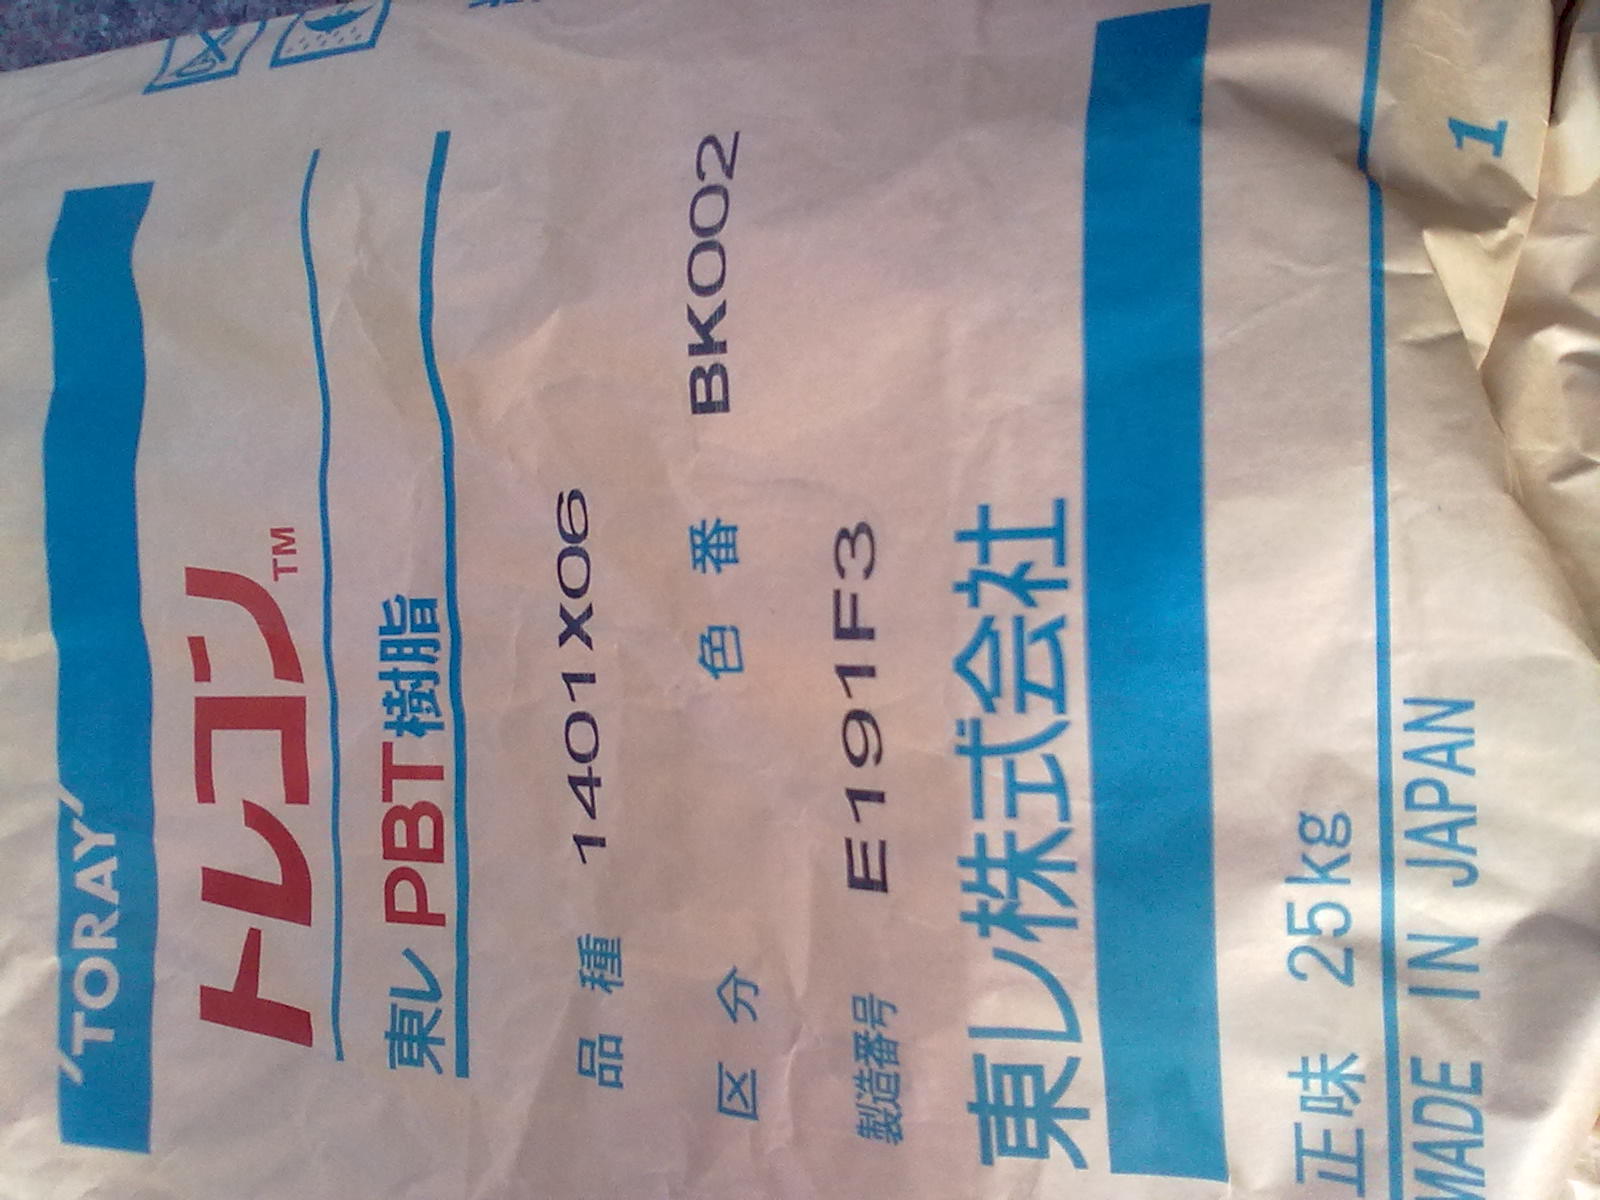 TORAY
トレコン™
東レPBT樹脂
品種 1401X06
区分 色番 BK002
製造番号 E191F3
東レ株式会社
正味 25kg
MADE IN JAPAN 1